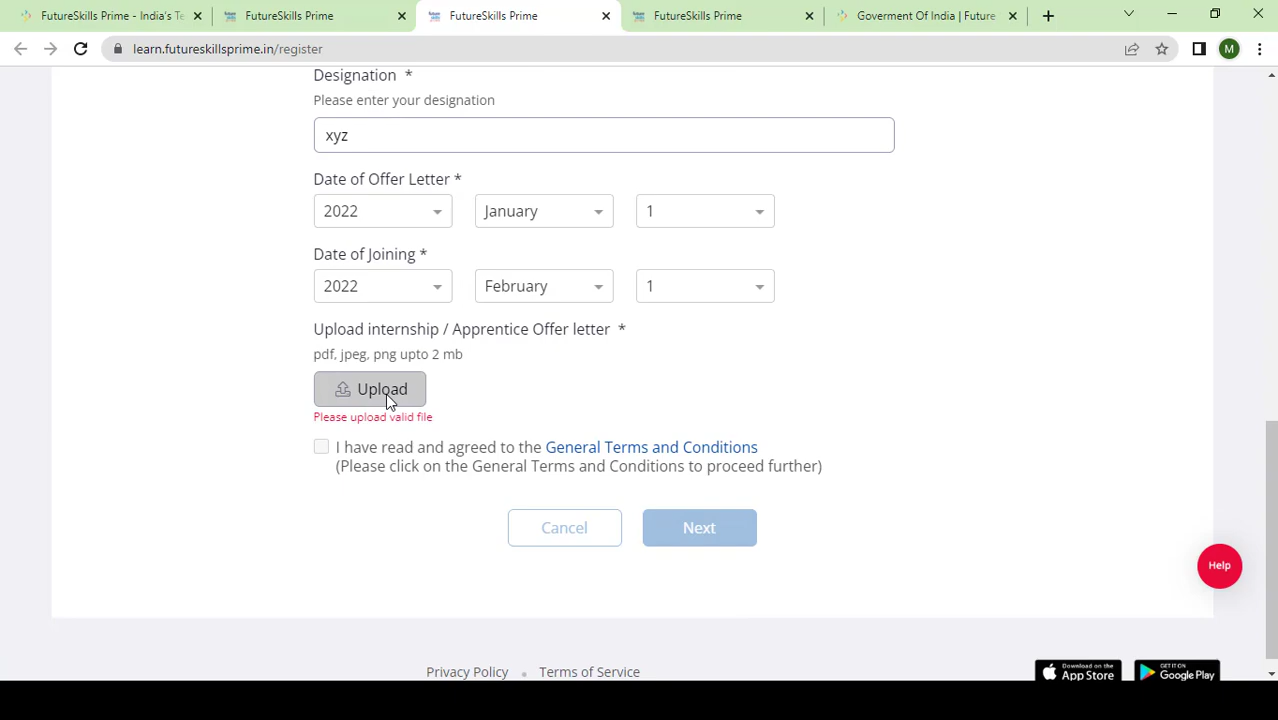 FutureSkills Prime - India's Te
FutureSkills Prime
FutureSkills Prime
FutureSkills Prime
Goverment Of India | Future
learn.futureskillsprime.in/register
M
Designation *
Please enter your designation
xyz
Date of Offer Letter *
2022 January 1
Date of Joining *
2022 February 1
Upload internship / Apprentice Offer letter *
pdf, jpeg, png upto 2 mb
Upload
Please upload valid file
I have read and agreed to the General Terms and Conditions
(Please click on the General Terms and Conditions to proceed further)
Cancel Next
Help
Privacy Policy Terms of Service
Download on the
App Store
GET IT ON
Google Play